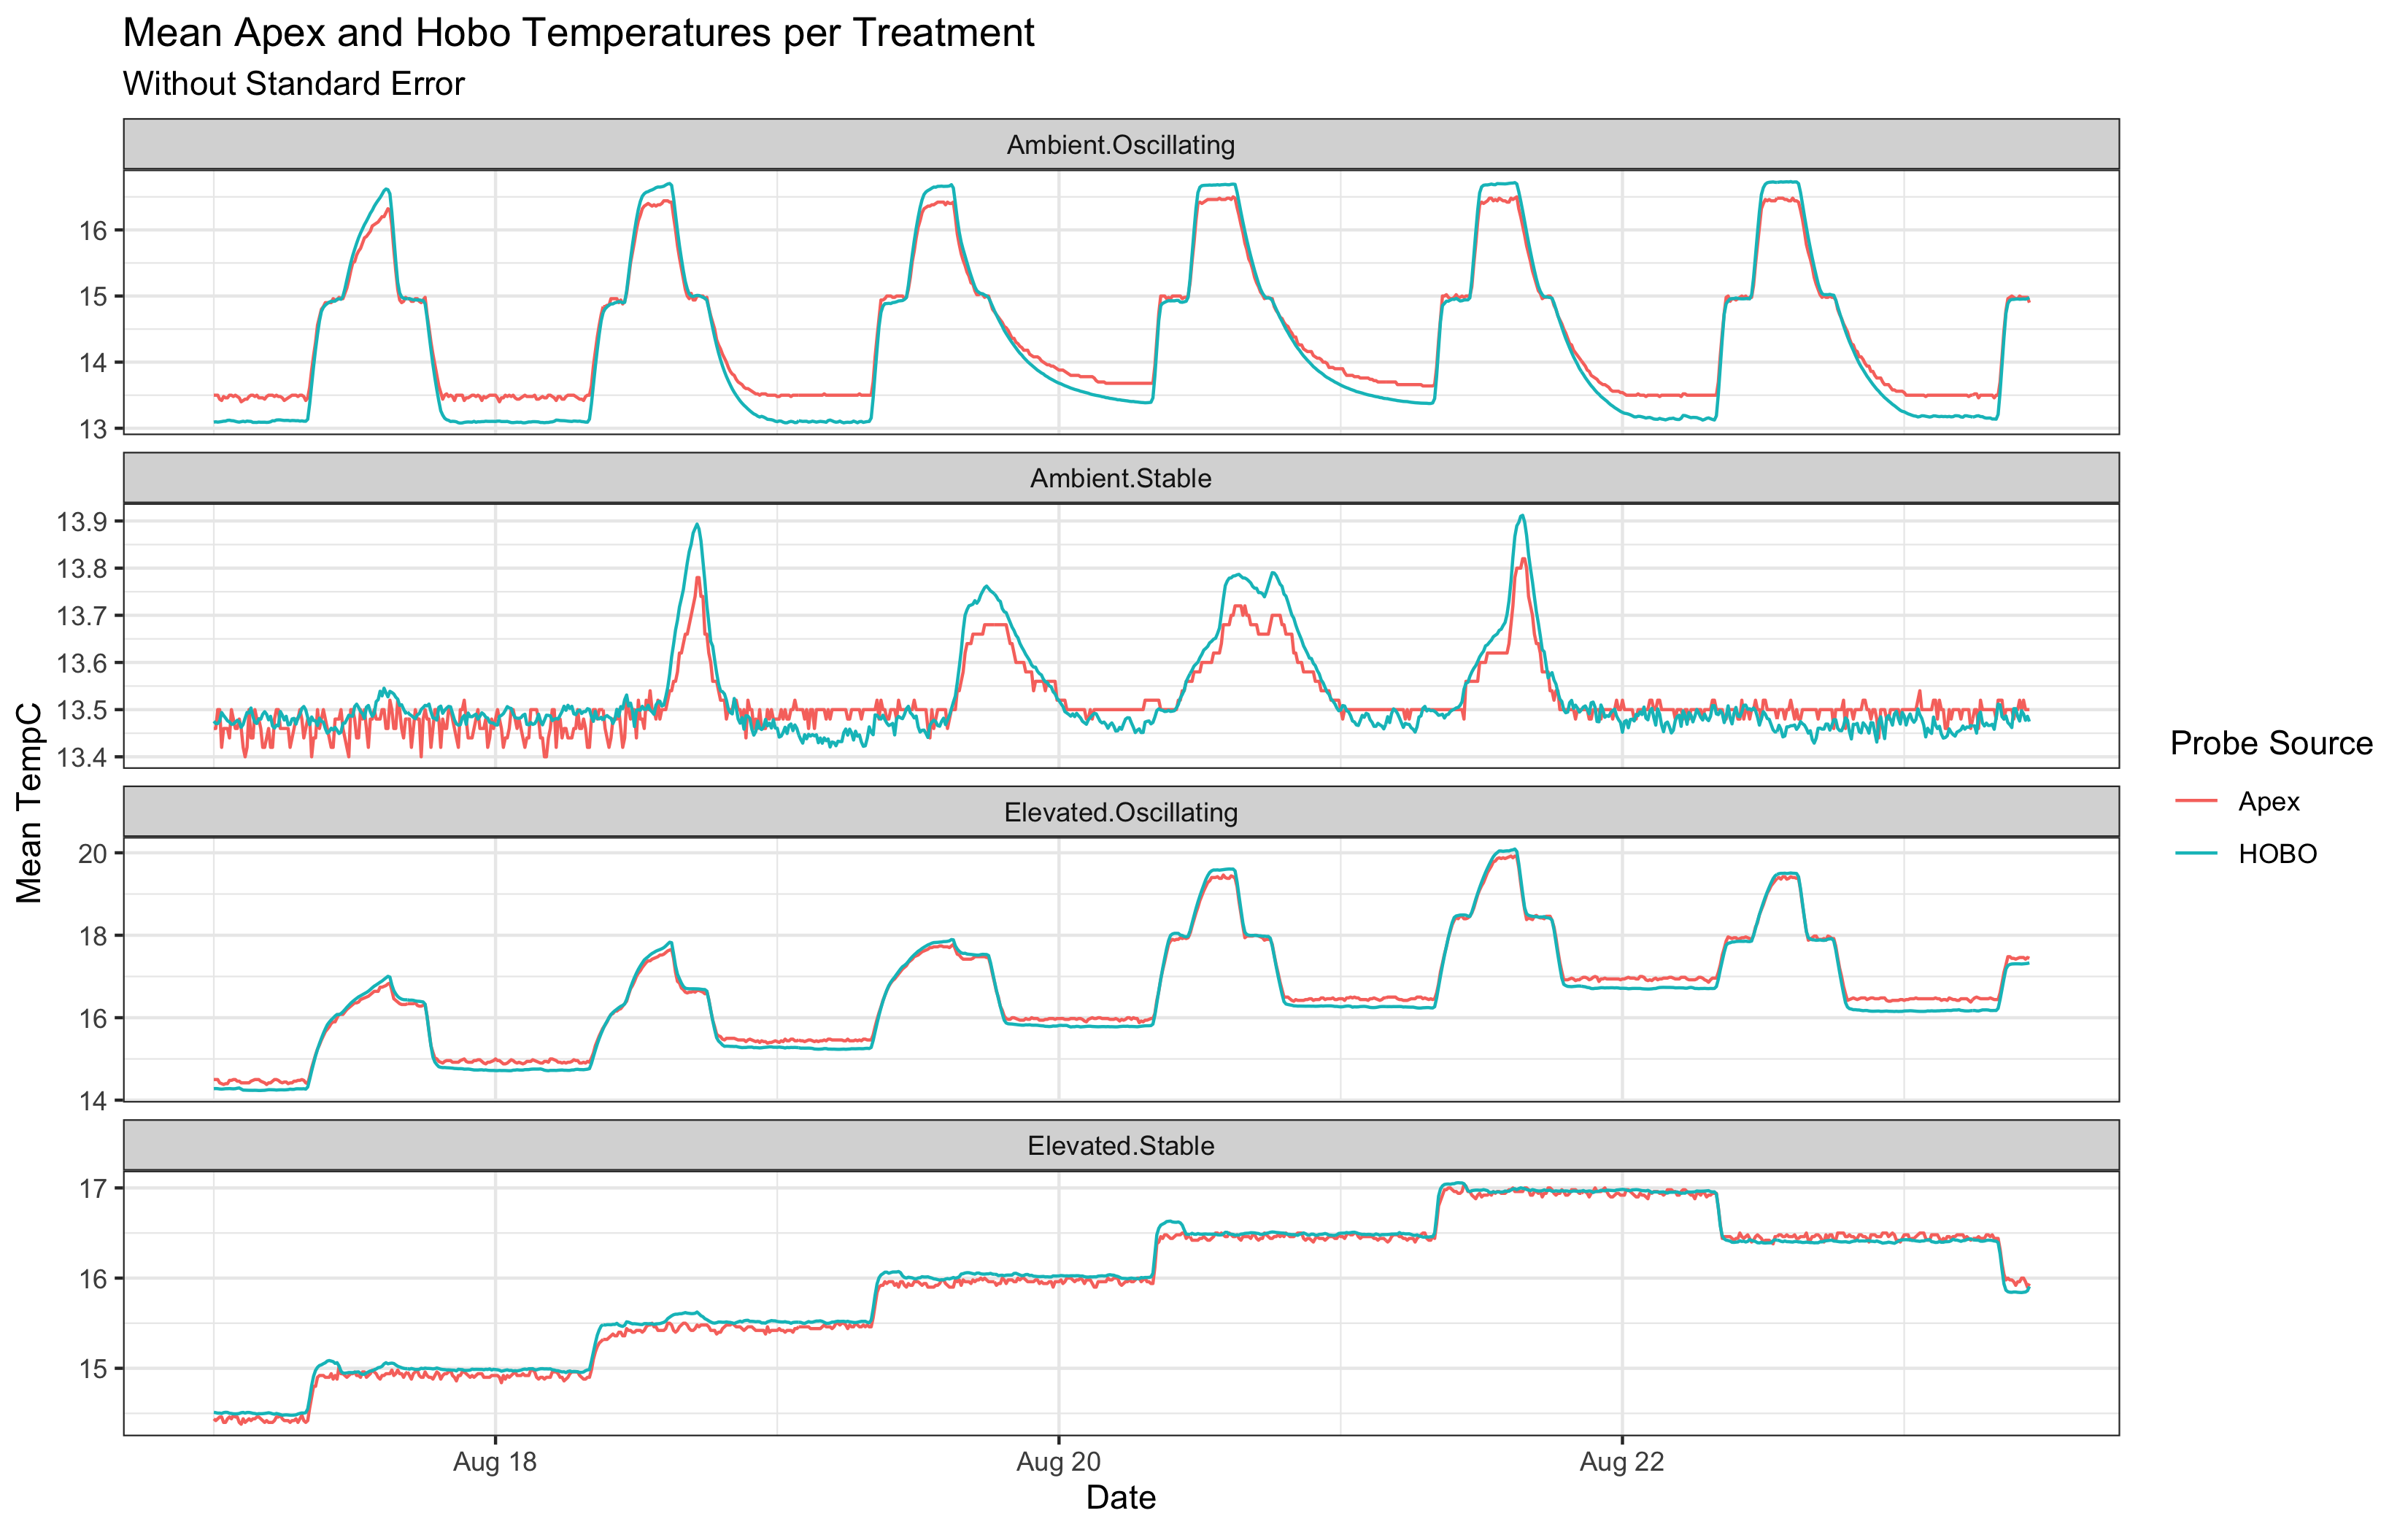 Mean Apex and Hobo Temperatures per Treatment
Without Standard Error
Ambient.Oscillating
16
15
14
13
Ambient.Stable
13.9
13.8
13.7
13.6
13.5
13.4
Elevated.Oscillating
20
18
16
14
Elevated.Stable
17
16
15
Aug 18
Aug 20
Aug 22
Date
Mean TempC
Probe Source
Apex
HOBO